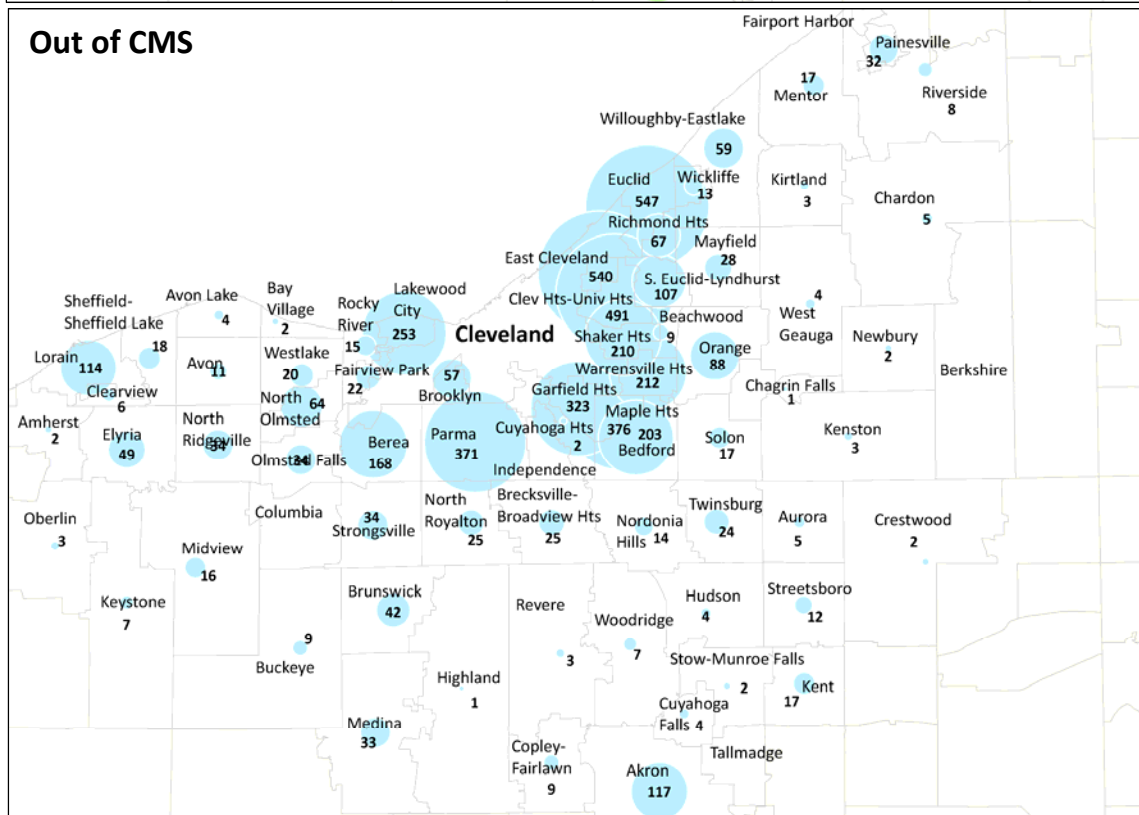 Out of CMS
Fairport Harbor
Painesville
32
17
Mentor
Riverside
8
Willoughby-Eastlake
59
Euclid
547
Wickliffe
13
Kirtland
3
Chardon
5
Richmond Hts
67
Mayfield
28
East Cleveland
540
S. Euclid-Lyndhurst
107
Clev Hts-Univ Hts
491
Beachwood
9
4
West
Geauga
Sheffield-
Sheffield Lake
18
Avon Lake
4
Bay
Village
2
Rocky
River
15
Lakewood
City
253
Cleveland
Shaker Hts
210
Orange
88
Newbury
2
Berkshire
Lorain
114
Clearview
6
Avon
11
Westlake
20
Fairview Park
22
57
Brooklyn
Warrensville Hts
212
Garfield Hts
323
Chagrin Falls
1
Amherst
2
Elyria
49
North
Ridgeville
34
North
Olmsted
64
Olmsted Falls
34
Berea
168
Parma
371
Cuyahoga Hts
2
Maple Hts
376
203
Bedford
Solon
17
Kenston
3
Independence
Oberlin
3
Columbia
34
Strongsville
North
Royalton
25
Brecksville-
Broadview Hts
25
Nordonia
Hills
14
Twinsburg
24
Aurora
5
Crestwood
2
Midview
16
Keystone
7
Brunswick
42
Revere
3
Woodridge
7
Hudson
4
Streetsboro
12
9
Buckeye
Highland
1
Stow-Munroe Falls
2
Kent
17
Cuyahoga
Falls 4
Medina
33
Copley-
Fairlawn
9
Akron
117
Tallmadge